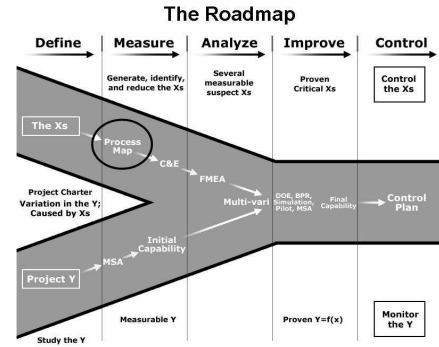 The Roadmap
Define
Measure
Analyze
Improve
Control
Generate, identify,
and reduce the Xs
Several
measurable
suspect Xs
Proven
Critical Xs
Control
the Xs
The Xs
Process
Map
C&E
FMEA
Project Charter
Variation in the Y;
Caused by Xs
Multi-vari
DOE, BPR,
Simulation,
Pilot, MSA
Final
Capability
Control
Plan
Initial
Capability
MSA
Project Y
Measurable Y
Proven Y=f(x)
Monitor
the Y
Study the Y